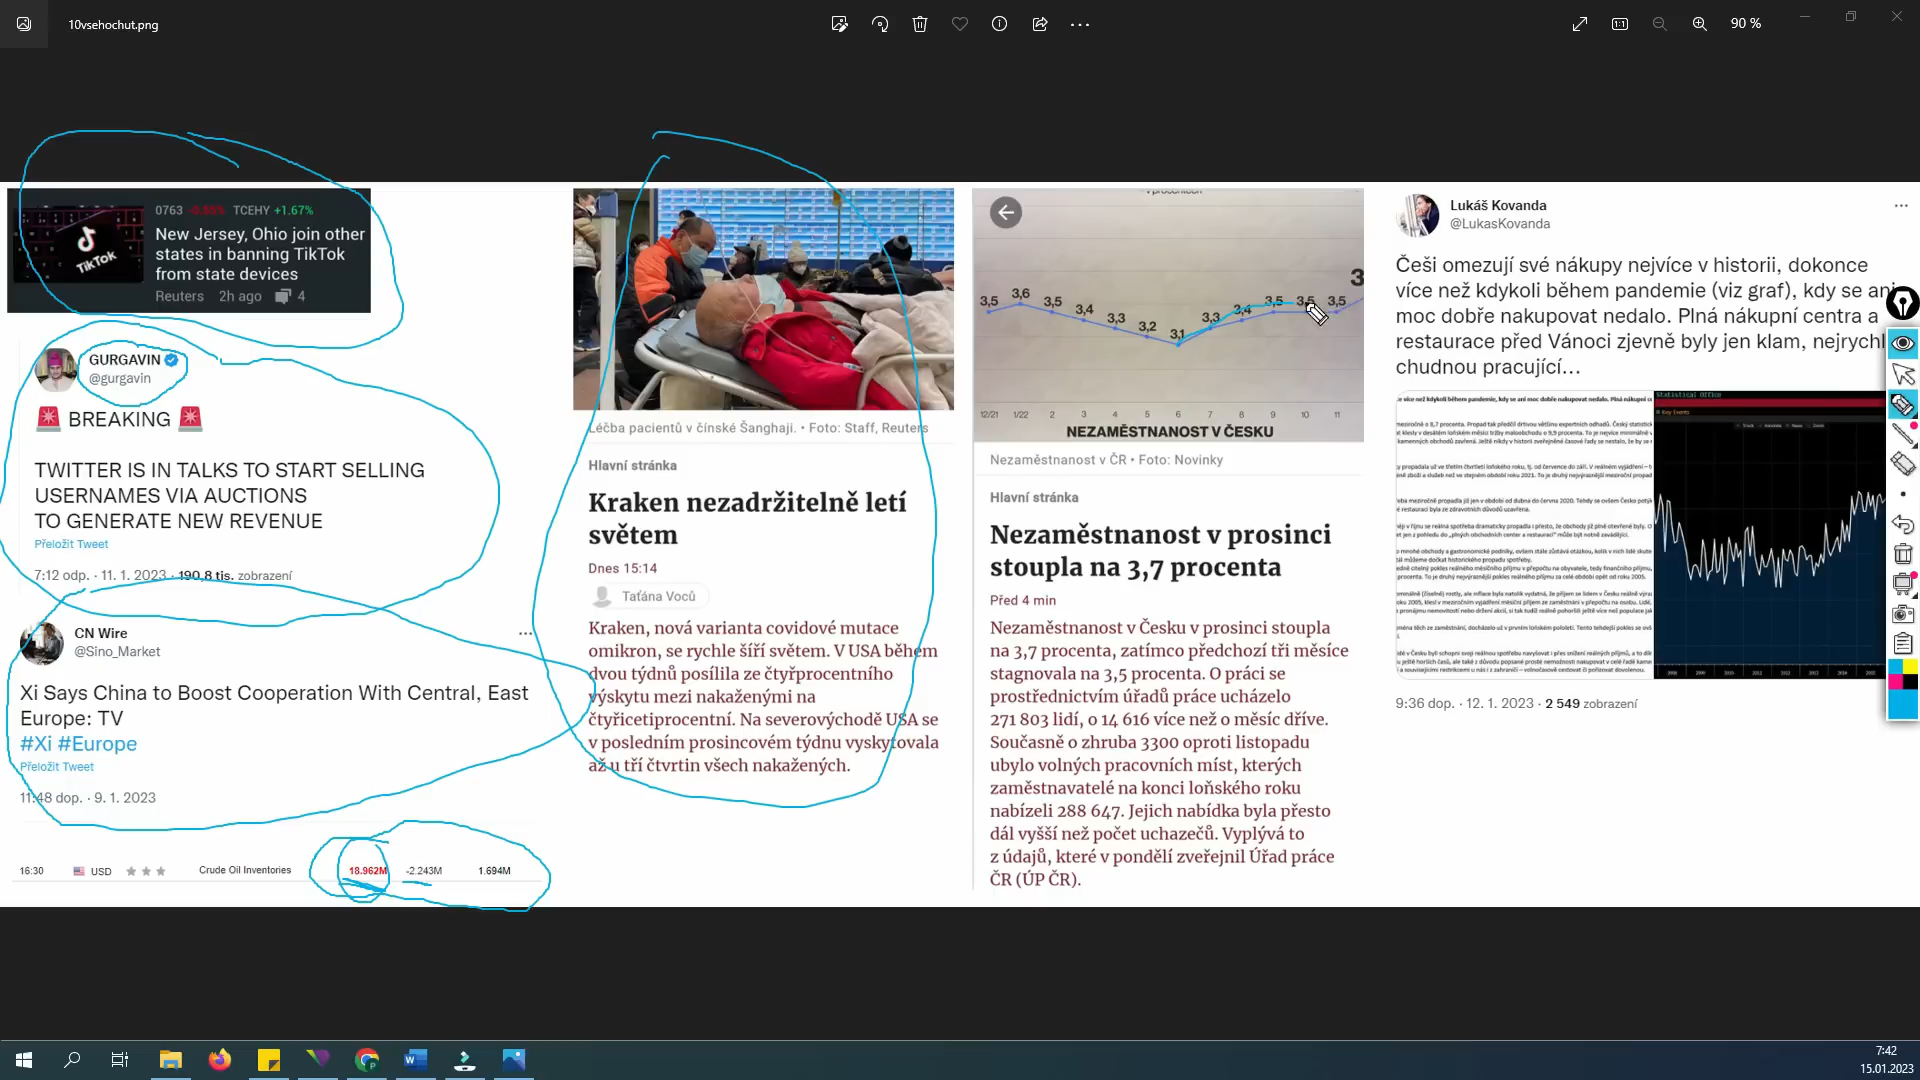 10vsehochut.png
90 %
0763 -0,55% TCEHY +1.67%
New Jersey, Ohio join other
states in banning TikTok
from state devices
Reuters 2h ago 4
TikTok
GURGAVIN
@gurgavin
🚨 BREAKING 🚨
TWITTER IS IN TALKS TO START SELLING
USERNAMES VIA AUCTIONS
TO GENERATE NEW REVENUE
Přeložit Tweet
7:12 odp. · 11. 1. 2023 · 190,8 tis. zobrazení
CN Wire
@Sino_Market
Xi Says China to Boost Cooperation With Central, East
Europe: TV
#Xi #Europe
Přeložit Tweet
11:48 dop. · 9. 1. 2023
16:30 USD Crude Oil Inventories 18.962M -2.243M 1.694M
Léčba pacientů v čínské Šanghaji. • Foto: Staff, Reuters
Hlavní stránka
Kraken nezadržitelně letí
světem
Dnes 15:14
Taťána Voců
Kraken, nová varianta covidové mutace
omikron, se rychle šíří světem. V USA během
dvou týdnů posílila ze čtyřprocentního
výskytu mezi nakaženými na
čtyřicetiprocentní. Na severovýchodě USA se
v posledním prosincovém týdnu vyskytovala
až u tří čtvrtin všech nakažených.
3,5 3,6 3,5 3,4 3,3 3,2 3,1 3,3 3,4 3,5 3,5 3,5 3
12/21 1/22 2 3 4 5 6 7 8 9 10 11
NEZAMĚSTNANOST V ČESKU
Nezaměstnanost v ČR • Foto: Novinky
Hlavní stránka
Nezaměstnanost v prosinci
stoupla na 3,7 procenta
Před 4 min
Nezaměstnanost v Česku v prosinci stoupla
na 3,7 procenta, zatímco předchozí tři měsíce
stagnovala na 3,5 procenta. O práci se
prostřednictvím úřadů práce ucházelo
271 803 lidí, o 14 616 více než o měsíc dříve.
Současně o zhruba 3300 oproti listopadu
ubylo volných pracovních míst, kterých
zaměstnavatelé na konci loňského roku
nabízeli 288 647. Jejich nabídka byla přesto
dál vyšší než počet uchazečů. Vyplývá to
z údajů, které v pondělí zveřejnil Úřad práce
ČR (ÚP ČR).
Lukáš Kovanda
@LukasKovanda
Češi omezují své nákupy nejvíce v historii, dokonce
více než kdykoli během pandemie (viz graf), kdy se ani
moc dobře nakupovat nedalo. Plná nákupní centra a
restaurace před Vánoci zjevně byly jen klam, nejrychl
chudnou pracující…
9:36 dop. · 12. 1. 2023 · 2 549 zobrazení
7:42
15.01.2023